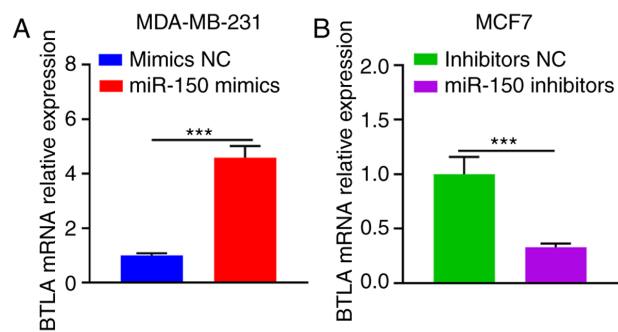 A
MDA-MB-231
BTLA mRNA relative expression
Mimics NC
miR-150 mimics
8
6
4
2
0
***
B
MCF7
BTLA mRNA relative expression
Inhibitors NC
miR-150 inhibitors
2.0
1.5
1.0
0.5
0.0
***